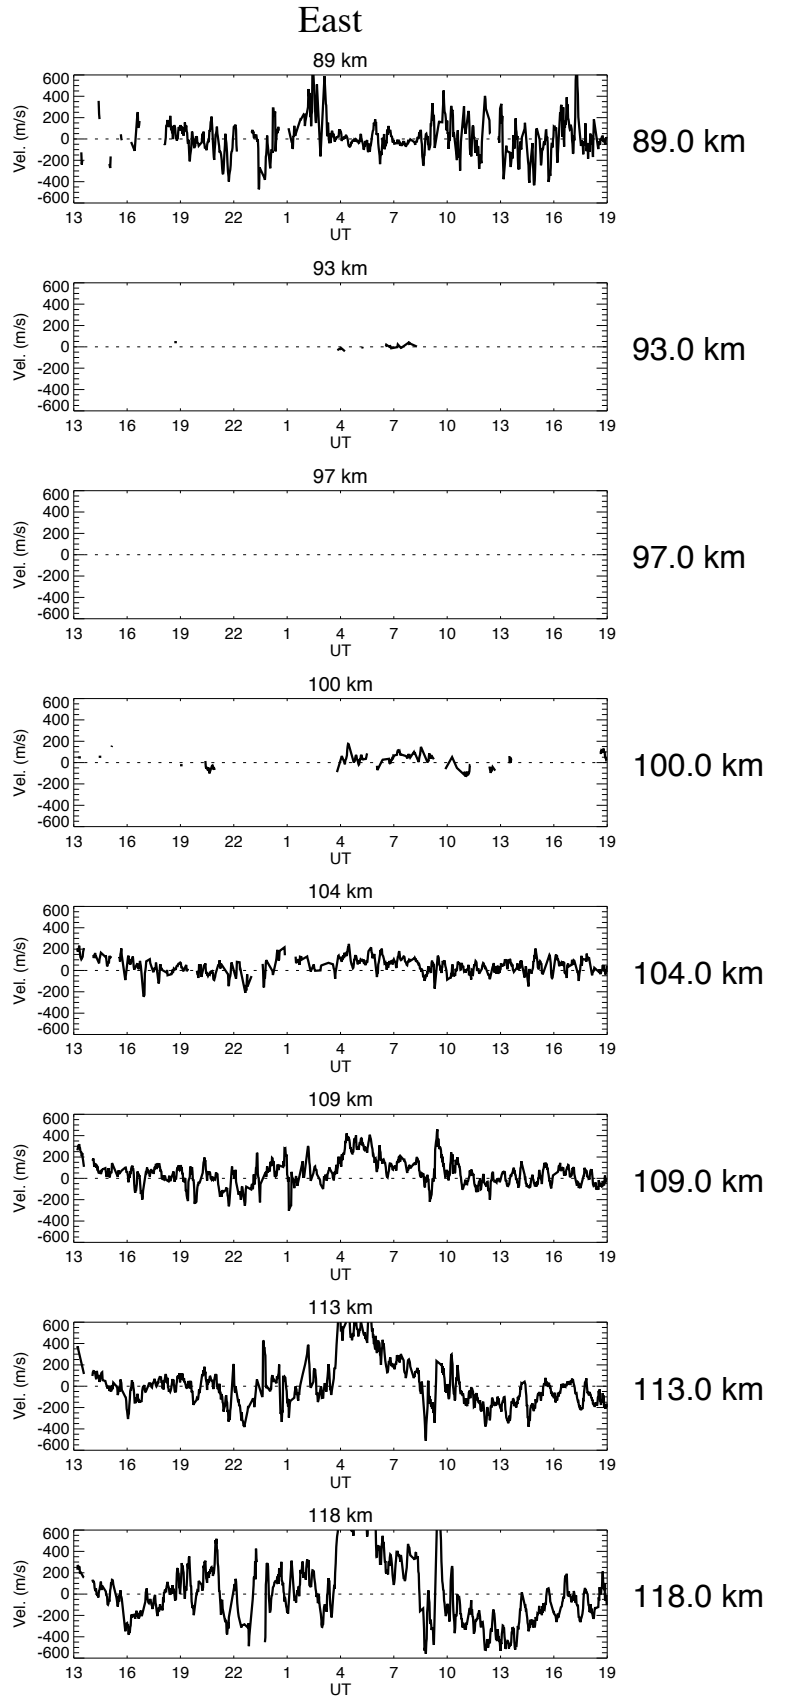 East
89 km
600
400
200
0
-200
-400
-600
Vel. (m/s)
89.0 km
13 16 19 22 1 4 7 10 13 16 19
UT
93 km
600
400
200
0
-200
-400
-600
Vel. (m/s)
93.0 km
13 16 19 22 1 4 7 10 13 16 19
UT
97 km
600
400
200
0
-200
-400
-600
Vel. (m/s)
97.0 km
13 16 19 22 1 4 7 10 13 16 19
UT
100 km
600
400
200
0
-200
-400
-600
Vel. (m/s)
100.0 km
13 16 19 22 1 4 7 10 13 16 19
UT
104 km
600
400
200
0
-200
-400
-600
Vel. (m/s)
104.0 km
13 16 19 22 1 4 7 10 13 16 19
UT
109 km
600
400
200
0
-200
-400
-600
Vel. (m/s)
109.0 km
13 16 19 22 1 4 7 10 13 16 19
UT
113 km
600
400
200
0
-200
-400
-600
Vel. (m/s)
113.0 km
13 16 19 22 1 4 7 10 13 16 19
UT
118 km
600
400
200
0
-200
-400
-600
Vel. (m/s)
118.0 km
13 16 19 22 1 4 7 10 13 16 19
UT